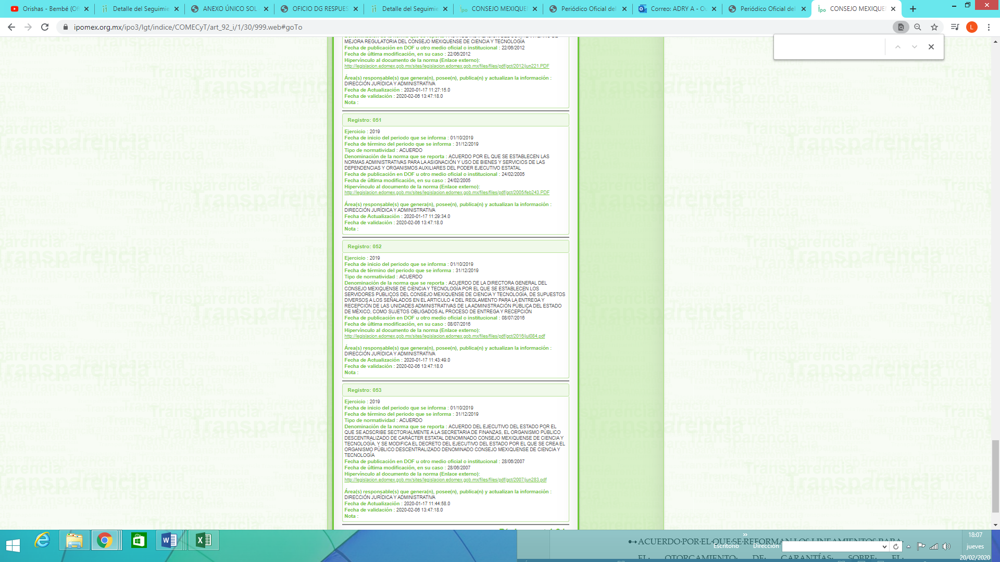 Orishas - Bembé (Of
Detalle del Seguimie
ANEXO ÚNICO SOL
OFICIO DG RESPUES
Detalle del Seguimie
CONSEJO MEXIQUE
Periódico Oficial del
Correo: ADRY A - Ou
Periódico Oficial del
CONSEJO MEXIQUE
ipomex.org.mx/ipo3/lgt/indice/COMECyT/art_92_i/1/30/999.web#goTo
L
MEJORA REGULATORIA DEL CONSEJO MEXIQUENSE DE CIENCIA Y TECNOLOGÍA
Fecha de publicación en DOF u otro medio oficial o institucional : 22/06/2012
Fecha de última modificación, en su caso : 22/06/2012
Hipervínculo al documento de la norma (Enlace externo):
http://legislacion.edomex.gob.mx/sites/legislacion.edomex.gob.mx/files/files/pdf/gct/2012/jun221.PDF
Área(s) responsable(s) que genera(n), posee(n), publica(n) y actualizan la información :
DIRECCIÓN JURÍDICA Y ADMINISTRATIVA
Fecha de Actualización : 2020-01-17 11:27:15.0
Fecha de validación : 2020-02-06 13:47:18.0
Nota :
Registro: 051
Ejercicio : 2019
Fecha de inicio del periodo que se informa : 01/10/2019
Fecha de término del periodo que se informa : 31/12/2019
Tipo de normatividad : ACUERDO
Denominación de la norma que se reporta : ACUERDO POR EL QUE SE ESTABLECEN LAS
NORMAS ADMINISTRATIVAS PARA LA ASIGNACIÓN Y USO DE BIENES Y SERVICIOS DE LAS
DEPENDENCIAS Y ORGANISMOS AUXILIARES DEL PODER EJECUTIVO ESTATAL
Fecha de publicación en DOF u otro medio oficial o institucional : 24/02/2005
Fecha de última modificación, en su caso : 24/02/2005
Hipervínculo al documento de la norma (Enlace externo):
http://legislacion.edomex.gob.mx/sites/legislacion.edomex.gob.mx/files/files/pdf/gct/2005/feb243.PDF
Área(s) responsable(s) que genera(n), posee(n), publica(n) y actualizan la información :
DIRECCIÓN JURÍDICA Y ADMINISTRATIVA
Fecha de Actualización : 2020-01-17 11:29:34.0
Fecha de validación : 2020-02-06 13:47:18.0
Nota :
Registro: 052
Ejercicio : 2019
Fecha de inicio del periodo que se informa : 01/10/2019
Fecha de término del periodo que se informa : 31/12/2019
Tipo de normatividad : ACUERDO
Denominación de la norma que se reporta : ACUERDO DE LA DIRECTORA GENERAL DEL
CONSEJO MEXIQUENSE DE CIENCIA Y TECNOLOGÍA POR EL QUE SE ESTABLECEN LOS
SERVIDORES PÚBLICOS DEL CONSEJO MEXIQUENSE DE CIENCIA Y TECNOLOGÍA, DE SUPUESTOS
DIVERSOS A LOS SEÑALADOS EN EL ARTICULO 4 DEL REGLAMENTO PARA LA ENTREGA Y
RECEPCIÓN DE LAS UNIDADES ADMINISTRATIVAS DE LA ADMINISTRACIÓN PÚBLICA DEL ESTADO
DE MÉXICO, COMO SUJETOS OBLIGADOS AL PROCESO DE ENTREGA Y RECEPCIÓN
Fecha de publicación en DOF u otro medio oficial o institucional : 08/07/2016
Fecha de última modificación, en su caso : 08/07/2016
Hipervínculo al documento de la norma (Enlace externo):
http://legislacion.edomex.gob.mx/sites/legislacion.edomex.gob.mx/files/files/pdf/gct/2016/jul084.pdf
Área(s) responsable(s) que genera(n), posee(n), publica(n) y actualizan la información :
DIRECCIÓN JURÍDICA Y ADMINISTRATIVA
Fecha de Actualización : 2020-01-17 11:43:49.0
Fecha de validación : 2020-02-06 13:47:18.0
Nota :
Registro: 053
Ejercicio : 2019
Fecha de inicio del periodo que se informa : 01/10/2019
Fecha de término del periodo que se informa : 31/12/2019
Tipo de normatividad : ACUERDO
Denominación de la norma que se reporta : ACUERDO DEL EJECUTIVO DEL ESTADO POR EL
QUE SE ADSCRIBE SECTORIALMENTE A LA SECRETARIA DE FINANZAS, EL ORGANISMO PÚBLICO
DESCENTRALIZADO DE CARÁCTER ESTATAL DENOMINADO CONSEJO MEXIQUENSE DE CIENCIA Y
TECNOLOGÍA, Y SE MODIFICA EL DECRETO DEL EJECUTIVO DEL ESTADO POR EL QUE SE CREA EL
ORGANISMO PÚBLICO DESCENTRALIZADO DENOMINADO CONSEJO MEXIQUENSE DE CIENCIA Y
TECNOLOGÍA
Fecha de publicación en DOF u otro medio oficial o institucional : 28/06/2007
Fecha de última modificación, en su caso : 28/06/2007
Hipervínculo al documento de la norma (Enlace externo):
http://legislacion.edomex.gob.mx/sites/legislacion.edomex.gob.mx/files/files/pdf/gct/2007/jun283.pdf
Área(s) responsable(s) que genera(n), posee(n), publica(n) y actualizan la información :
DIRECCIÓN JURÍDICA Y ADMINISTRATIVA
Fecha de Actualización : 2020-01-17 11:44:58.0
Fecha de validación : 2020-02-06 13:47:18.0
Nota :
ACUERDO·POR·EL·QUE·SE·REFORMAN·LOS·LINEAMIENTOS·PARA·
EL· OTORGAMIENTO· DE· GARANTÍAS· SOBRE· EL·
Escritorio
Dirección
18:07
jueves
20/02/2020